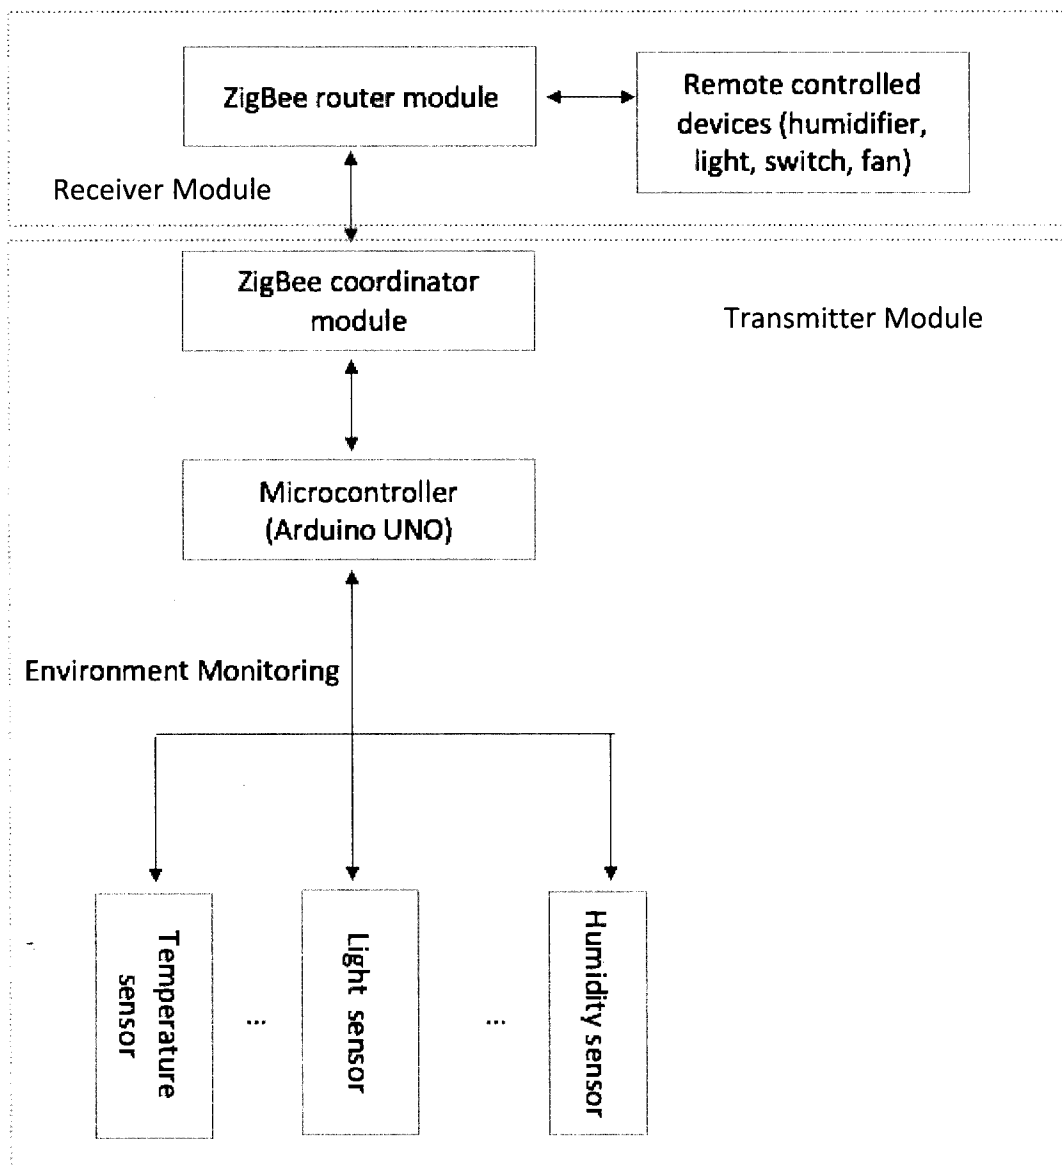 ZigBee router module
Remote controlled
devices (humidifier,
light, switch, fan)
Receiver Module
ZigBee coordinator
module
Transmitter Module
Microcontroller
(Arduino UNO)
Environment Monitoring
Temperature
sensor
...
Light sensor
...
Humidity sensor